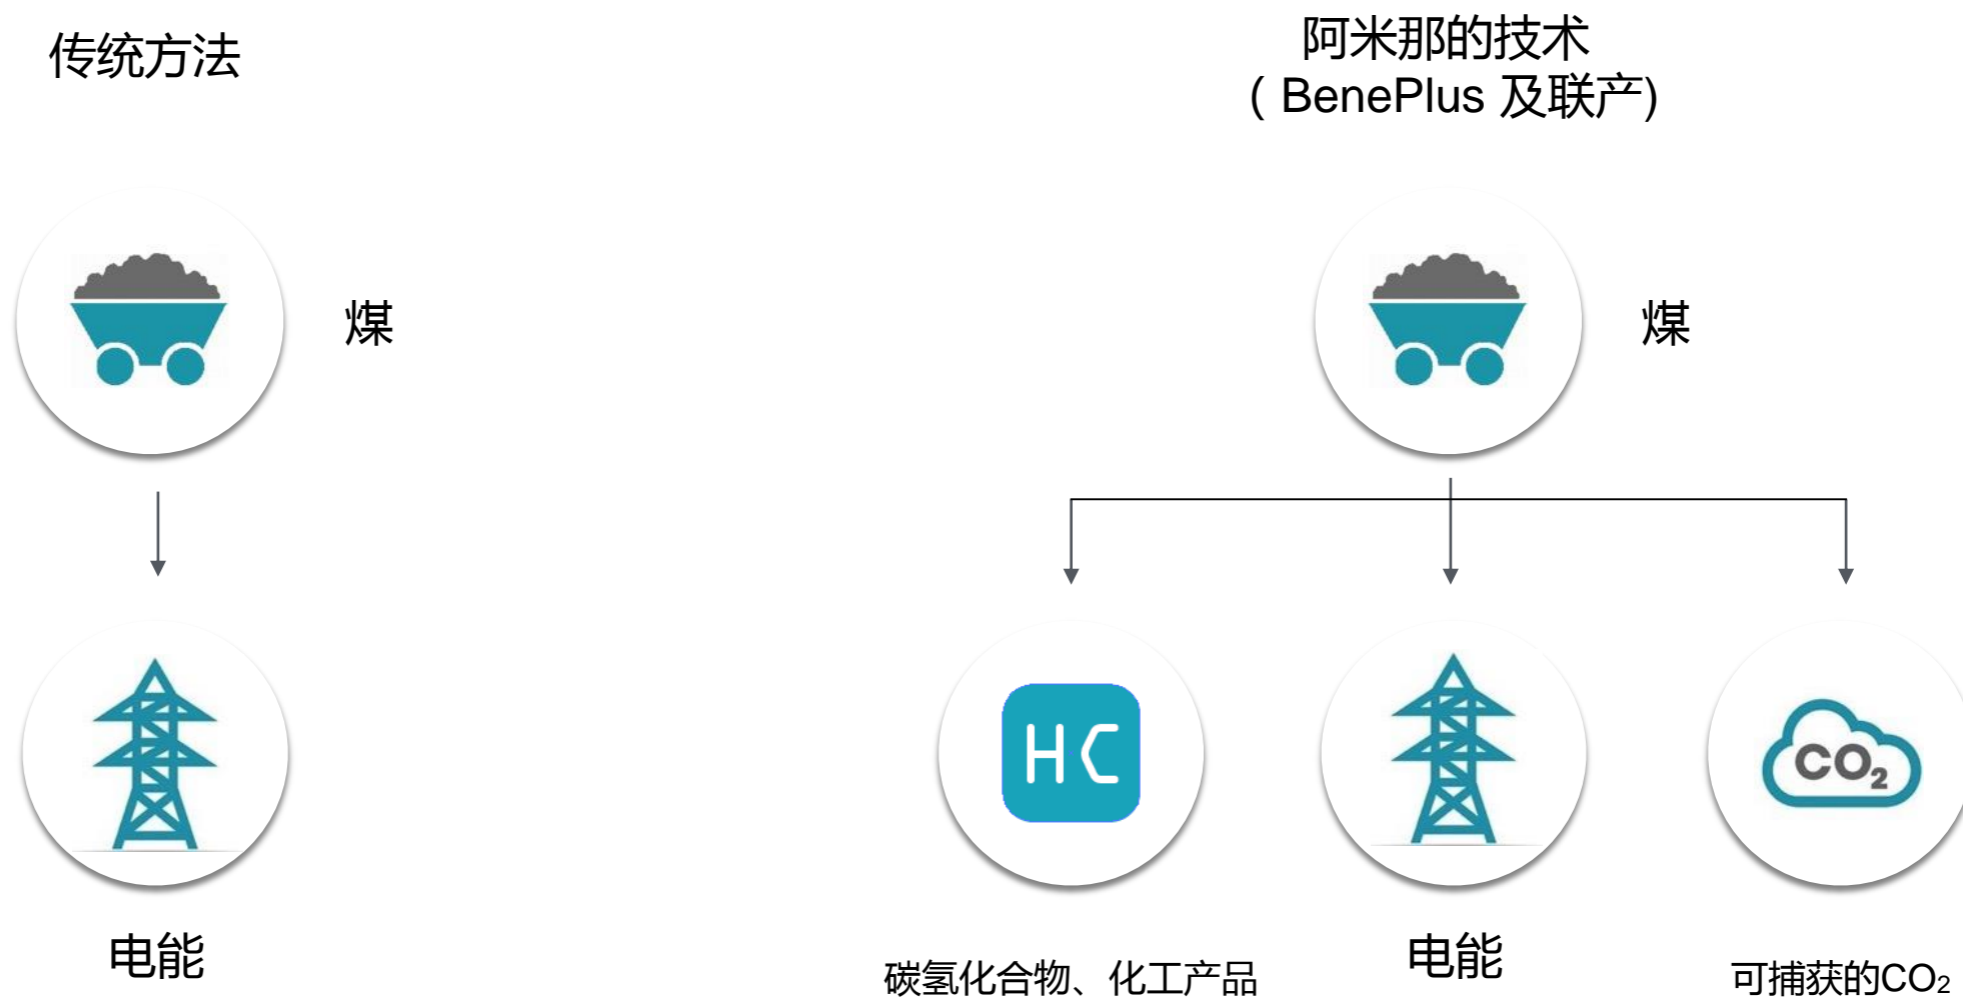 传统方法
阿米那的技术
( BenePlus 及联产)
煤
煤
HC
CO₂
电能
碳氢化合物、化工产品
电能
可捕获的CO₂